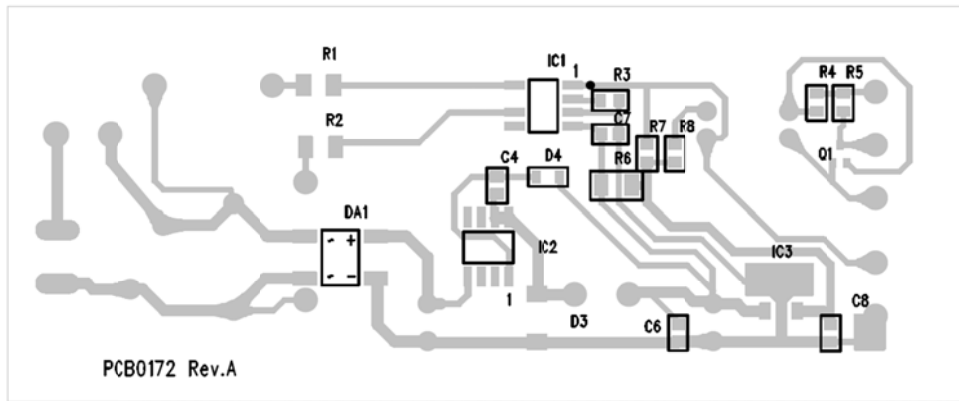 R1
IC1
1
R3
R4 R5
R2
C7
R7 R8
Q1
C4
D4
R6
DA1
- +
- -
IC2
IC3
1
D3
C6
C8
PCB0172 Rev.A